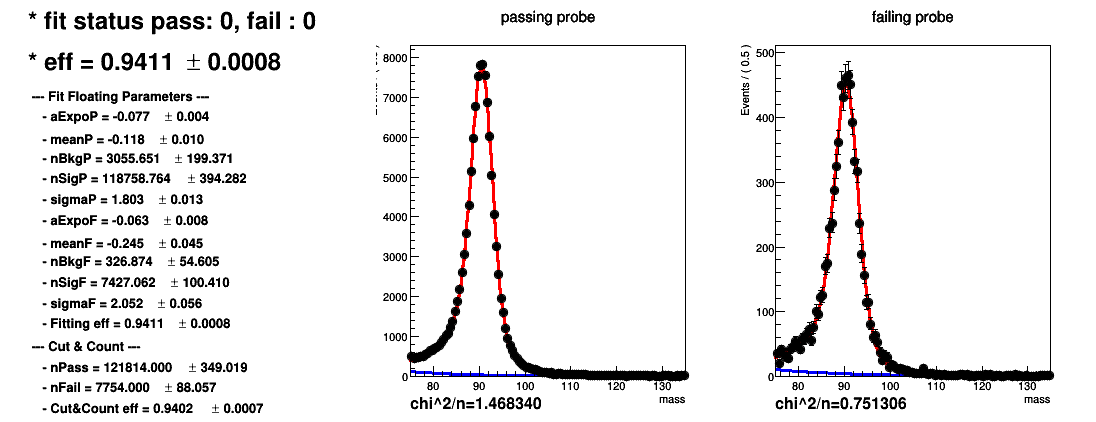 * fit status pass: 0, fail : 0
* eff = 0.9411 ± 0.0008
--- Fit Floating Parameters ---
- aExpoP = -0.077 ± 0.004
- meanP = -0.118 ± 0.010
- nBkgP = 3055.651 ± 199.371
- nSigP = 118758.764 ± 394.282
- sigmaP = 1.803 ± 0.013
- aExpoF = -0.063 ± 0.008
- meanF = -0.245 ± 0.045
- nBkgF = 326.874 ± 54.605
- nSigF = 7427.062 ± 100.410
- sigmaF = 2.052 ± 0.056
- Fitting eff = 0.9411 ± 0.0008
--- Cut & Count ---
- nPass = 121814.000 ± 349.019
- nFail = 7754.000 ± 88.057
- Cut&Count eff = 0.9402 ± 0.0007
passing probe
8000
7000
6000
5000
4000
3000
2000
1000
0
80 90 100 110 120 130
mass
chi^2/n=1.468340
failing probe
Events / ( 0.5 )
500
400
300
200
100
0
80 90 100 110 120 130
mass
chi^2/n=0.751306